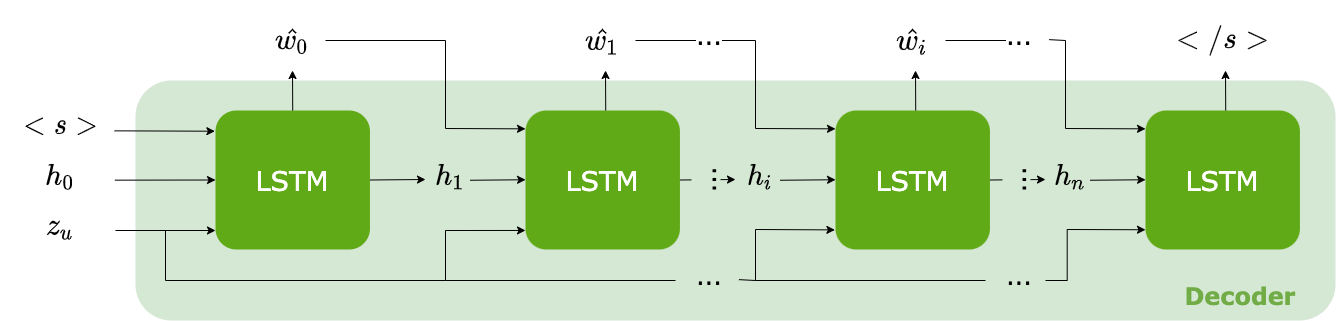 ŵ₀ ŵ₁ ... ŵᵢ ... < /s >
< s >
h₀ LSTM h₁ LSTM ⋮ hᵢ LSTM ⋮ hₙ LSTM
zᵤ
... ...
Decoder